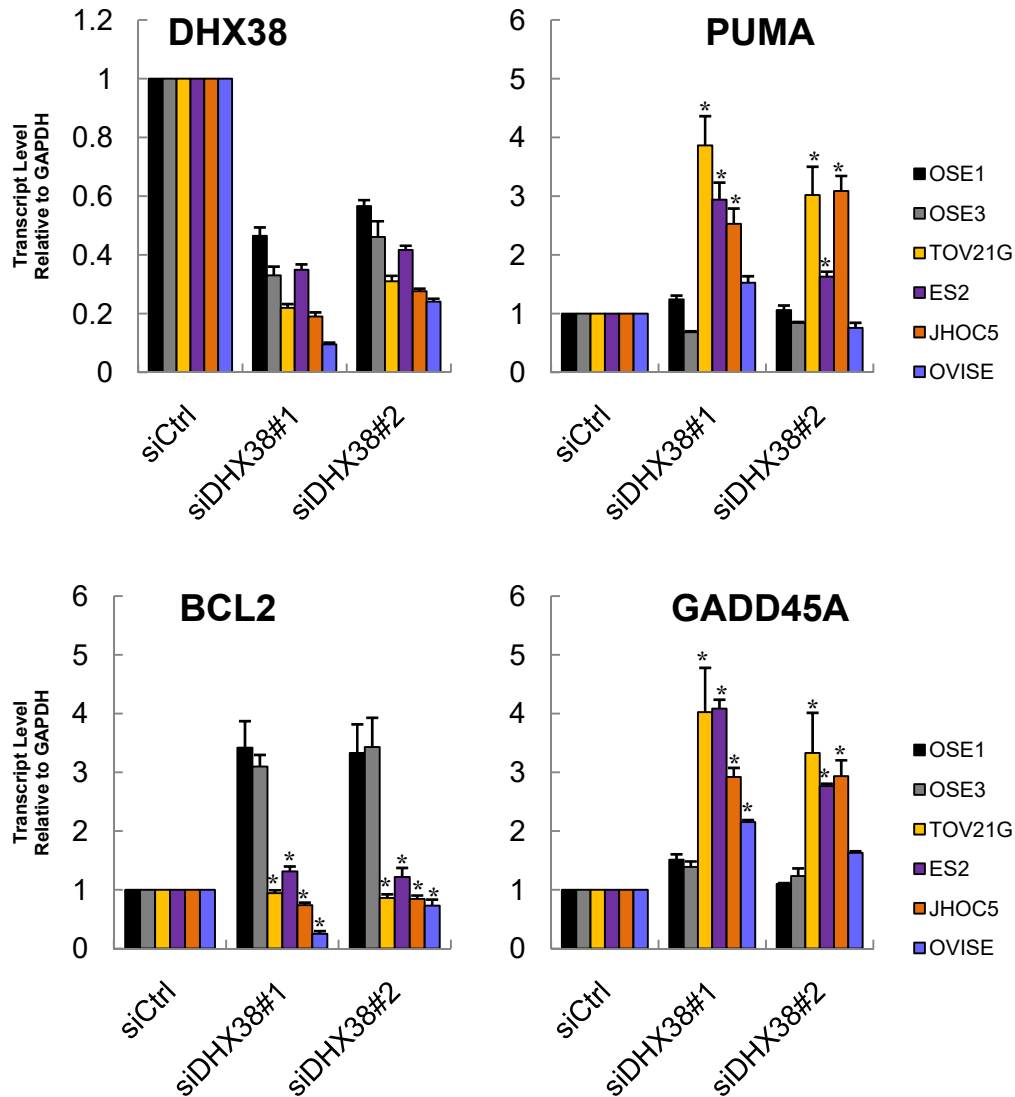 DHX38
Transcript Level
Relative to GAPDH
1.2
1
0.8
0.6
0.4
0.2
0
siCtrl
siDHX38#1
siDHX38#2
PUMA
6
5
4
3
2
1
0
*
*
*
*
*
*
siCtrl
siDHX38#1
siDHX38#2
OSE1
OSE3
TOV21G
ES2
JHOC5
OVISE
BCL2
Transcript Level
Relative to GAPDH
6
5
4
3
2
1
0
*
*
*
*
*
*
*
*
siCtrl
siDHX38#1
siDHX38#2
GADD45A
6
5
4
3
2
1
0
*
*
*
*
*
*
*
siCtrl
siDHX38#1
siDHX38#2
OSE1
OSE3
TOV21G
ES2
JHOC5
OVISE